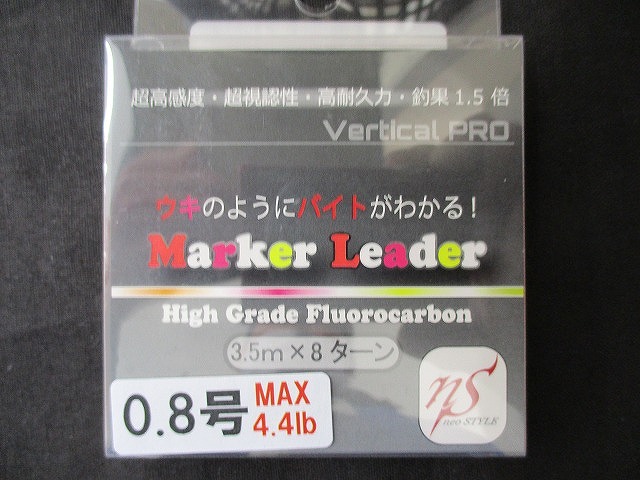 超高感度・超視認性・高耐久力・釣果1.5倍
Vertical PRO
ウキのようにバイトがわかる!
Marker Leader
High Grade Fluorocarbon
3.5m×8ターン
0.8号 MAX 4.4lb
nS
neo STYLE